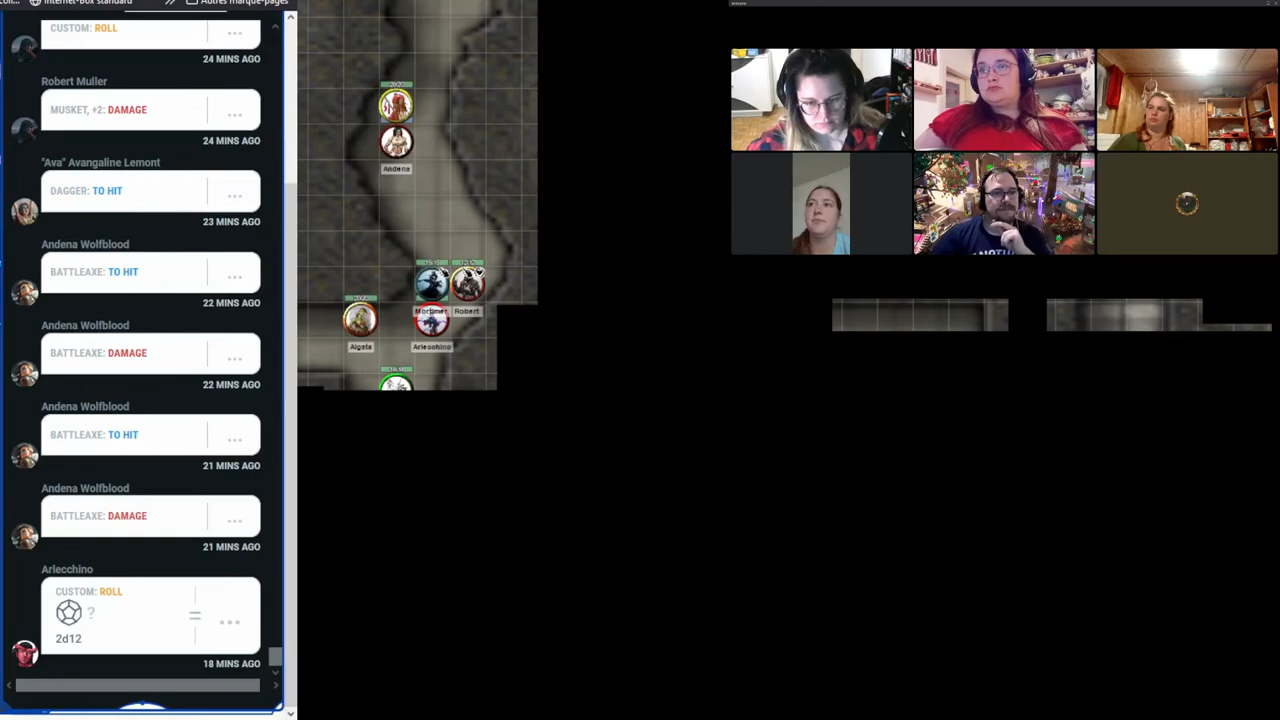 Internet-Box standard
Autres marque-pages
CUSTOM: ROLL
24 MINS AGO
Robert Muller
MUSKET, +2: DAMAGE
24 MINS AGO
"Ava" Avangaline Lemont
DAGGER: TO HIT
23 MINS AGO
Andena Wolfblood
BATTLEAXE: TO HIT
22 MINS AGO
Andena Wolfblood
BATTLEAXE: DAMAGE
22 MINS AGO
Andena Wolfblood
BATTLEAXE: TO HIT
21 MINS AGO
Andena Wolfblood
BATTLEAXE: DAMAGE
21 MINS AGO
Arlecchino
CUSTOM: ROLL
? = ...
2d12
18 MINS AGO
Andena
Mortimer
Robert
Arlecchino